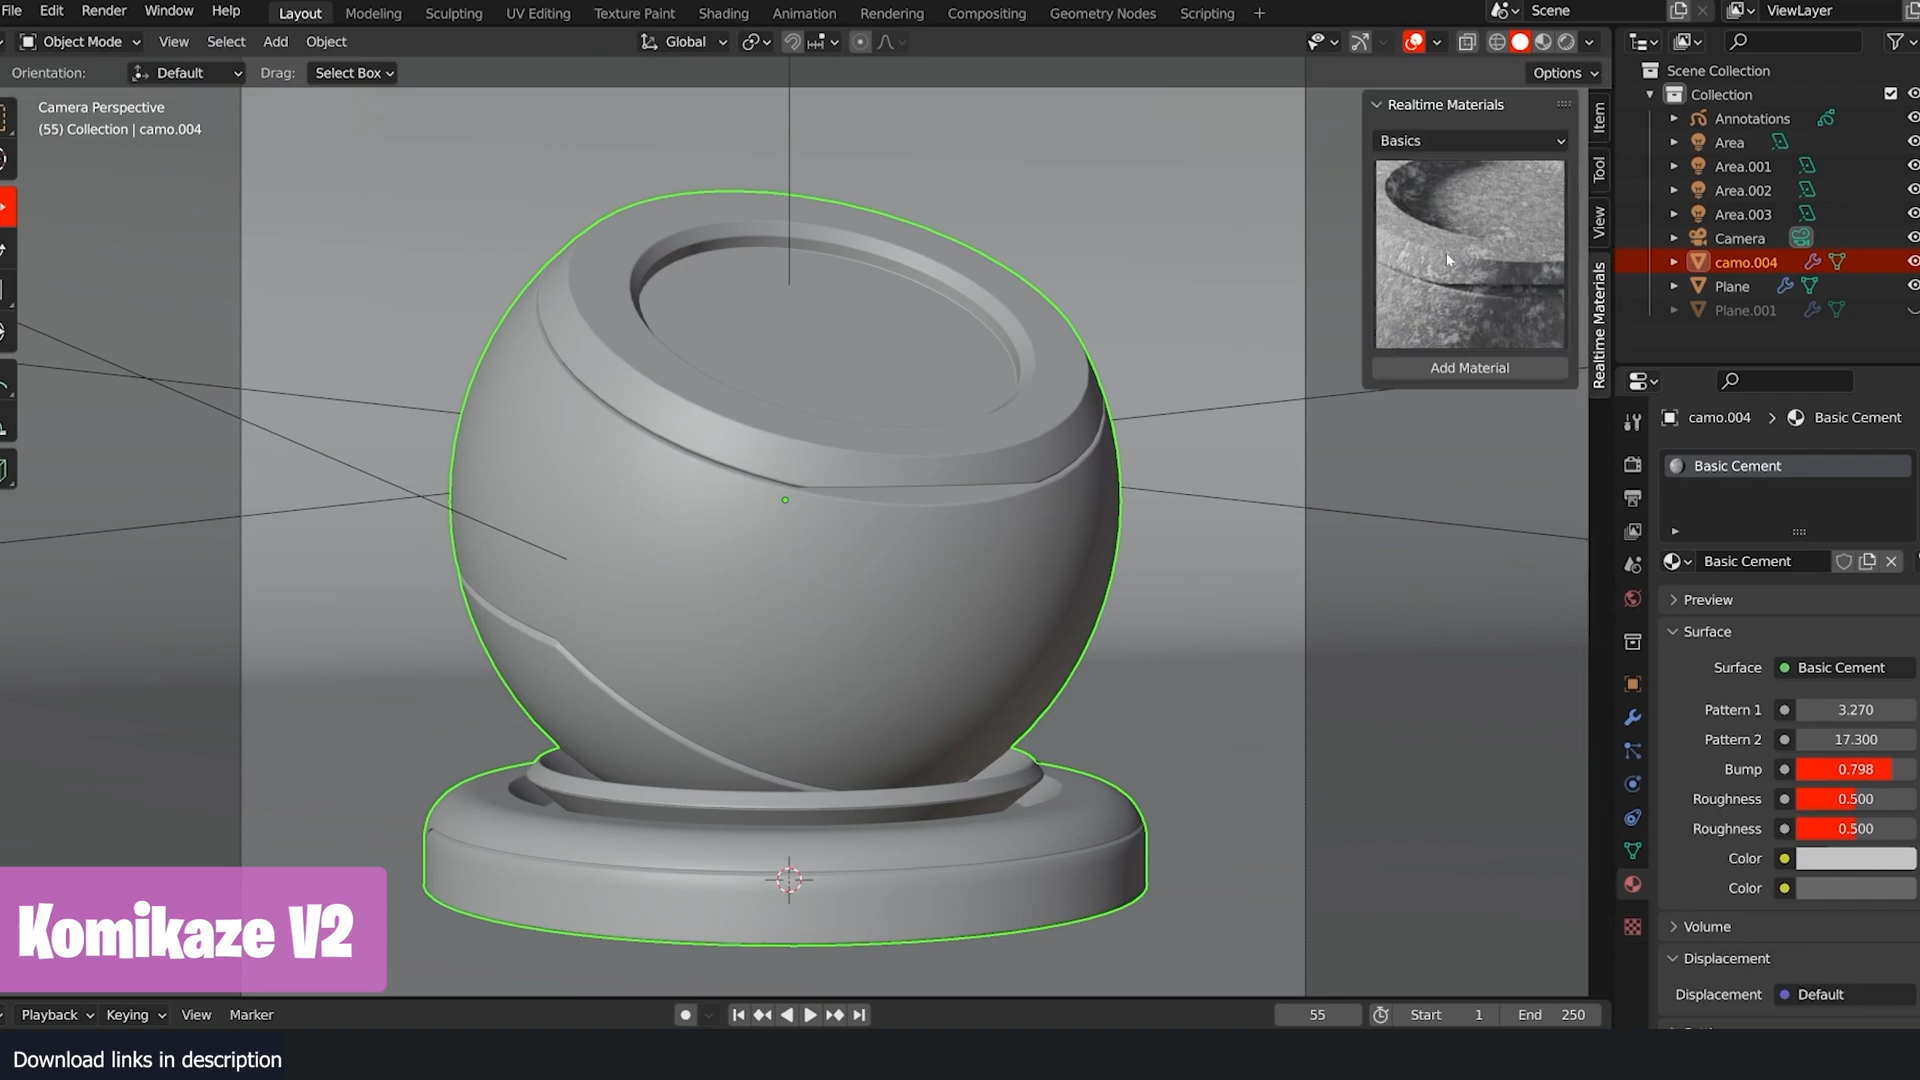 File Edit Render Window Help Layout Modeling Sculpting UV Editing Texture Paint Shading Animation Rendering Compositing Geometry Nodes Scripting + Scene ViewLayer
Object Mode View Select Add Object Global
Orientation: Default Drag: Select Box Options
Camera Perspective
(55) Collection | camo.004
Realtime Materials
Basics
Add Material
Item
Tool
View
Realtime Materials
Scene Collection
Collection
Annotations
Area
Area.001
Area.002
Area.003
Camera
camo.004
Plane
Plane.001
camo.004 > Basic Cement
Basic Cement
Basic Cement
Preview
Surface
Surface Basic Cement
Pattern 1 3.270
Pattern 2 17.300
Bump 0.798
Roughness 0.500
Roughness 0.500
Color
Color
Volume
Displacement
Displacement Default
Komikaze V2
Playback Keying View Marker 55 Start 1 End 250
Download links in description